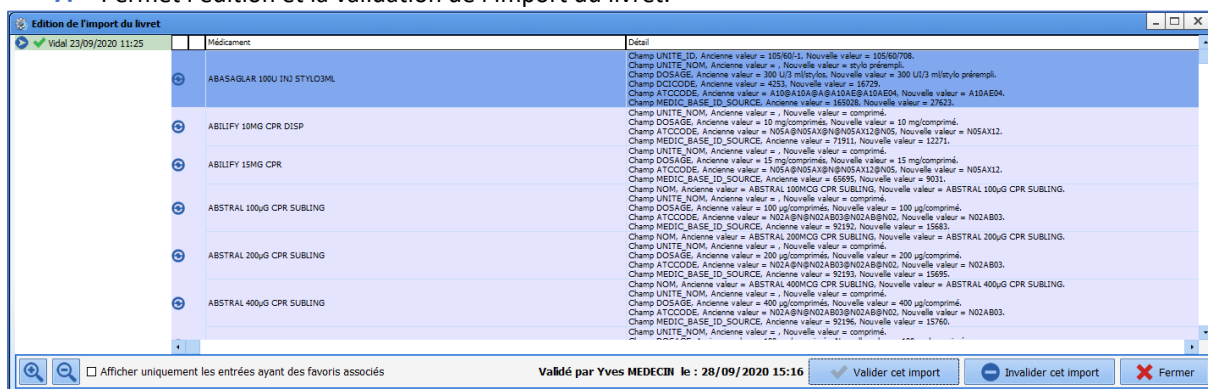 Permet l'édition et la validation de l'import du livret.
Edition de l'import du livret
Vidal 23/09/2020 11:25
Médicament
Détail
ABASAGLAR 100U INJ STYLO3ML
Champ UNITE_ID, Ancienne valeur = 105/60/-1, Nouvelle valeur = 105/60/708.
Champ UNITE_NOM, Ancienne valeur = , Nouvelle valeur = stylo prérempli.
Champ DOSAGE, Ancienne valeur = 300 U/3 ml/stylos, Nouvelle valeur = 300 UI/3 ml/stylo prérempli.
Champ DCICODE, Ancienne valeur = 4253, Nouvelle valeur = 16729.
Champ ATCCODE, Ancienne valeur = A10@A10A@A@A10AE@A10AE04, Nouvelle valeur = A10AE04.
Champ MEDIC_BASE_ID_SOURCE, Ancienne valeur = 165028, Nouvelle valeur = 27623.
ABILIFY 10MG CPR DISP
Champ UNITE_NOM, Ancienne valeur = , Nouvelle valeur = comprimé.
Champ DOSAGE, Ancienne valeur = 10 mg/comprimés, Nouvelle valeur = 10 mg/comprimé.
Champ ATCCODE, Ancienne valeur = N05A@N05AX@N@N05AX12@N05, Nouvelle valeur = N05AX12.
Champ MEDIC_BASE_ID_SOURCE, Ancienne valeur = 71911, Nouvelle valeur = 12271.
ABILIFY 15MG CPR
Champ UNITE_NOM, Ancienne valeur = , Nouvelle valeur = comprimé.
Champ DOSAGE, Ancienne valeur = 15 mg/comprimés, Nouvelle valeur = 15 mg/comprimé.
Champ ATCCODE, Ancienne valeur = N05A@N05AX@N@N05AX12@N05, Nouvelle valeur = N05AX12.
Champ MEDIC_BASE_ID_SOURCE, Ancienne valeur = 65695, Nouvelle valeur = 9031.
ABSTRAL 100µG CPR SUBLING
Champ NOM, Ancienne valeur = ABSTRAL 100MCG CPR SUBLING, Nouvelle valeur = ABSTRAL 100µG CPR SUBLING.
Champ UNITE_NOM, Ancienne valeur = , Nouvelle valeur = comprimé.
Champ DOSAGE, Ancienne valeur = 100 µg/comprimés, Nouvelle valeur = 100 µg/comprimé.
Champ ATCCODE, Ancienne valeur = N02A@N@N02AB03@N02AB@N02, Nouvelle valeur = N02AB03.
Champ MEDIC_BASE_ID_SOURCE, Ancienne valeur = 92192, Nouvelle valeur = 15683.
ABSTRAL 200µG CPR SUBLING
Champ NOM, Ancienne valeur = ABSTRAL 200MCG CPR SUBLING, Nouvelle valeur = ABSTRAL 200µG CPR SUBLING.
Champ UNITE_NOM, Ancienne valeur = , Nouvelle valeur = comprimé.
Champ DOSAGE, Ancienne valeur = 200 µg/comprimés, Nouvelle valeur = 200 µg/comprimé.
Champ ATCCODE, Ancienne valeur = N02A@N@N02AB03@N02AB@N02, Nouvelle valeur = N02AB03.
Champ MEDIC_BASE_ID_SOURCE, Ancienne valeur = 92193, Nouvelle valeur = 15695.
ABSTRAL 400µG CPR SUBLING
Champ NOM, Ancienne valeur = ABSTRAL 400MCG CPR SUBLING, Nouvelle valeur = ABSTRAL 400µG CPR SUBLING.
Champ UNITE_NOM, Ancienne valeur = , Nouvelle valeur = comprimé.
Champ DOSAGE, Ancienne valeur = 400 µg/comprimés, Nouvelle valeur = 400 µg/comprimé.
Champ ATCCODE, Ancienne valeur = N02A@N@N02AB03@N02AB@N02, Nouvelle valeur = N02AB03.
Champ MEDIC_BASE_ID_SOURCE, Ancienne valeur = 92196, Nouvelle valeur = 15760.
Champ UNITE_NOM, Ancienne valeur = , Nouvelle valeur = comprimé.
Afficher uniquement les entrées ayant des favoris associés
Validé par Yves MEDECIN le : 28/09/2020 15:16
Valider cet import
Invalider cet import
Fermer